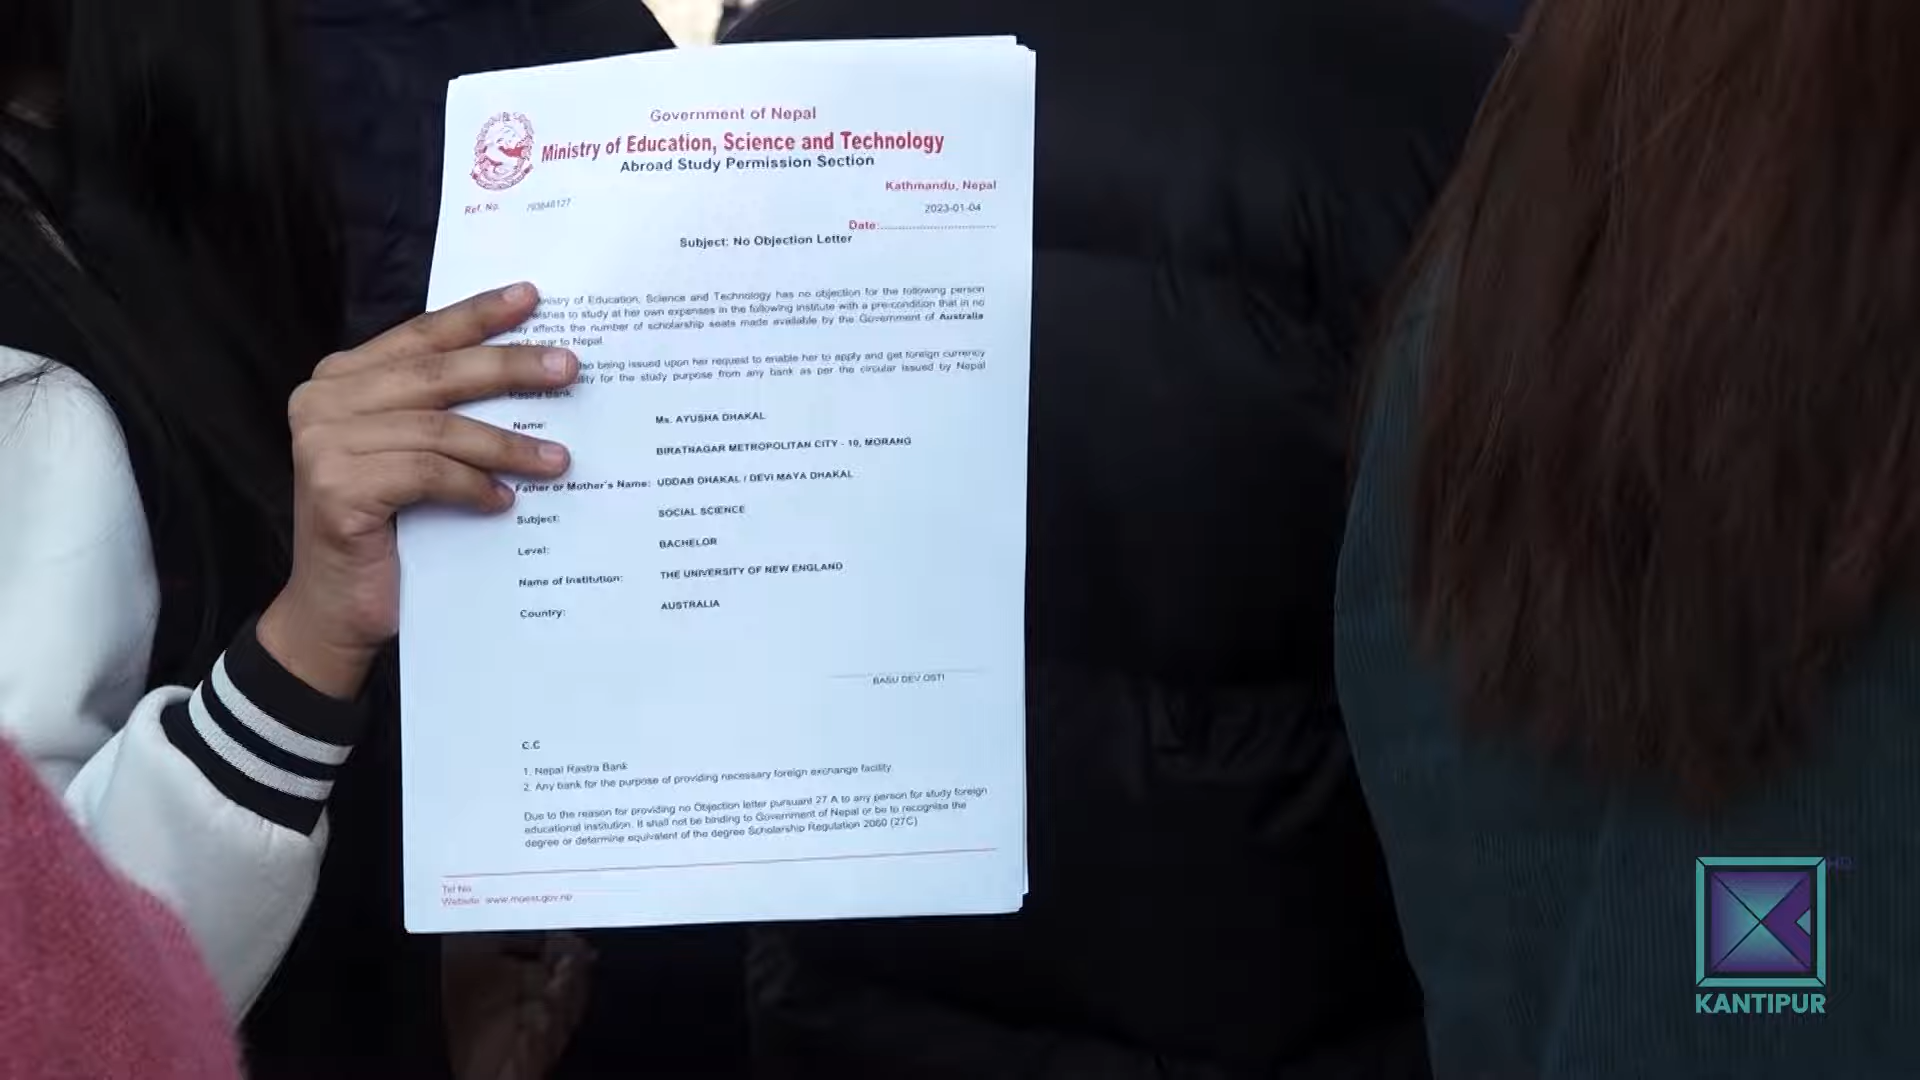 Government of Nepal
Ministry of Education, Science and Technology
Abroad Study Permission Section
Kathmandu, Nepal
Ref. No.
2023-01-04
Date:
Subject: No Objection Letter
of Education, Science and Technology has no objection for the following person
to study at her own expenses in the following institute with a pre-condition that in no
affects the number of scholarship seats made available by the Government of Australia
year to Nepal.
being issued upon her request to enable her to apply and get foreign currency
for the study purpose from any bank as per the circular issued by Nepal
Rastra Bank.
Name: Ms. AYUSHA DHAKAL
BIRATNAGAR METROPOLITAN CITY - 10, MORANG
Father or Mother's Name: UDDAB DHAKAL / DEVI MAYA DHAKAL
Subject: SOCIAL SCIENCE
Level: BACHELOR
Name of Institution: THE UNIVERSITY OF NEW ENGLAND
Country: AUSTRALIA
BASU DEV OSTI
C.C
1. Nepal Rastra Bank
2. Any bank for the purpose of providing necessary foreign exchange facility.
Due to the reason for providing no Objection letter pursuant 27 A to any person for study foreign
educational institution. It shall not be binding to Government of Nepal or be to recognise the
degree or determine equivalent of the degree Scholarship Regulation 2060 (27C)
Tel No.
Website: www.moest.gov.np
HD
KANTIPUR